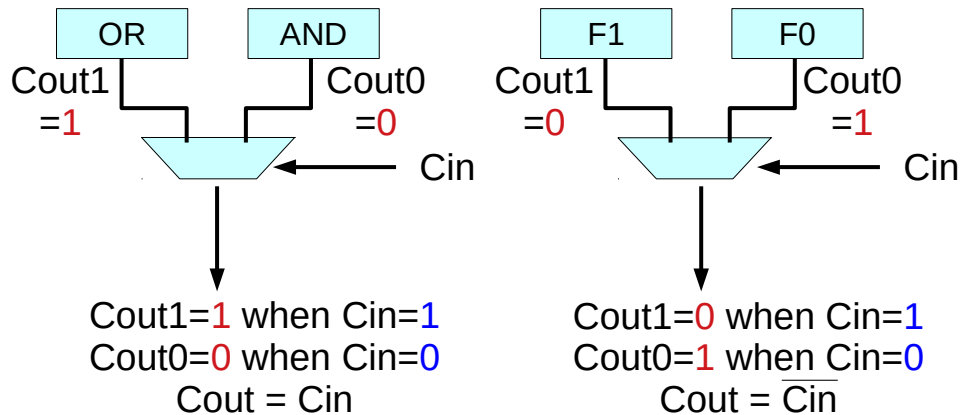 OR
AND
Cout1
=1
Cout0
=0
Cin
Cout1=1 when Cin=1
Cout0=0 when Cin=0
Cout = Cin
F1
F0
Cout1
=0
Cout0
=1
Cin
Cout1=0 when Cin=1
Cout0=1 when Cin=0
Cout = C̅i̅n̅